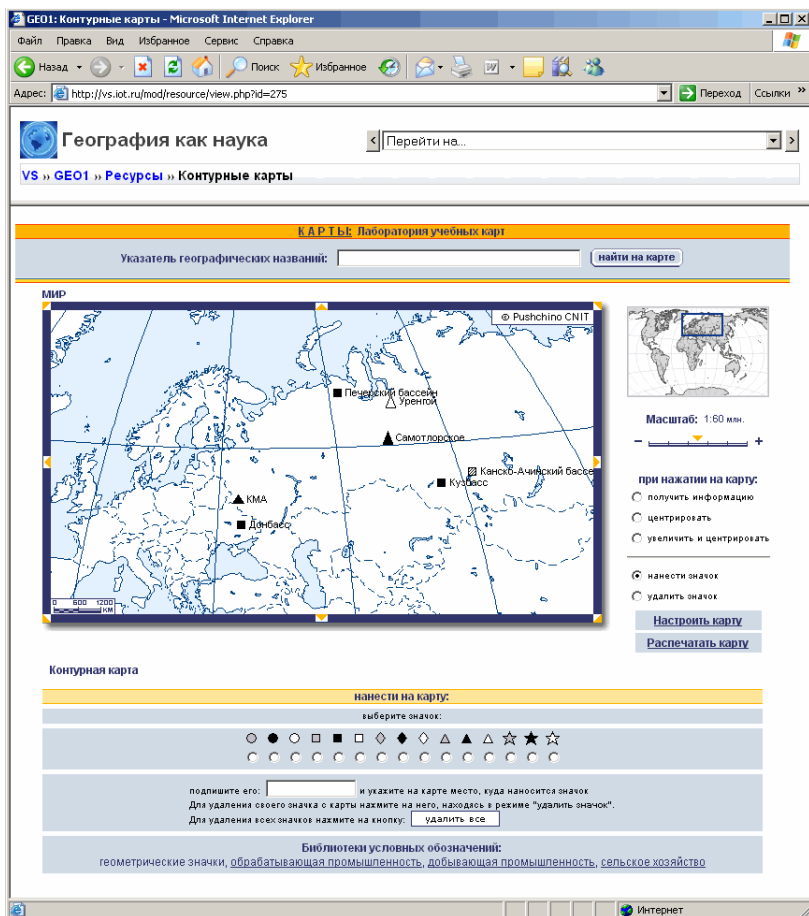 GEO1: Контурные карты - Microsoft Internet Explorer
Файл Правка Вид Избранное Сервис Справка
Назад Поиск Избранное
Адрес: http://vs.iot.ru/mod/resource/view.php?id=275 Переход Ссылки »
География как наука < Перейти на... >
VS » GEO1 » Ресурсы » Контурные карты
КАРТЫ: Лаборатория учебных карт
Указатель географических названий: найти на карте
МИР
© Pushchino CNIT
Печерский бассейн
Уренгой
Самотлорское
Канско-Ачинский бассе
Кузбасс
КМА
Донбасс
0 600 1200
КМ
Масштаб: 1:60 млн.
− +
при нажатии на карту:
получить информацию
центрировать
увеличить и центрировать
нанести значок
удалить значок
Настроить карту
Распечатать карту
Контурная карта
нанести на карту:
выберите значок:
подпишите его: и укажите на карте место, куда наносится значок
Для удаления своего значка с карты нажмите на него, находясь в режиме "удалить значок".
Для удаления всех значков нажмите на кнопку: удалить все
Библиотеки условных обозначений:
геометрические значки, обрабатывающая промышленность, добывающая промышленность, сельское хозяйство
Интернет